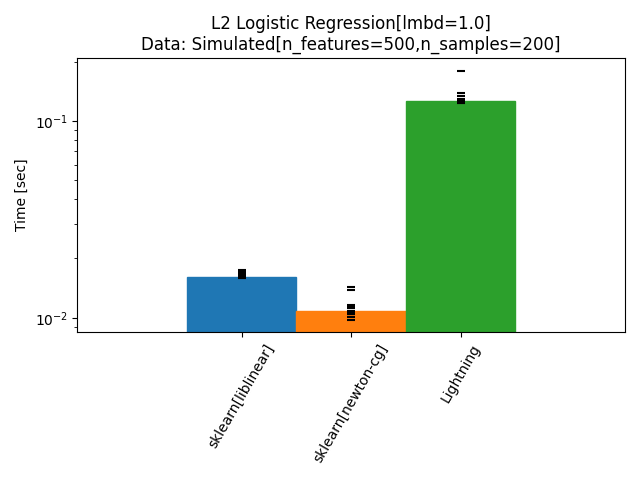 L2 Logistic Regression[lmbd=1.0]
Data: Simulated[n_features=500,n_samples=200]
Time [sec]
10⁻¹
10⁻²
sklearn[liblinear]
sklearn[newton-cg]
Lightning